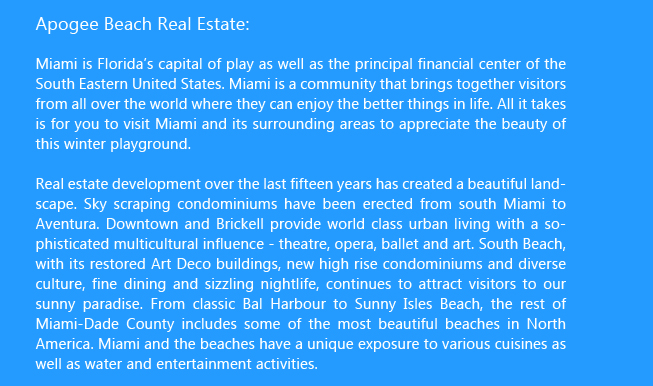 Apogee Beach Real Estate:
Miami is Florida's capital of play as well as the principal financial center of the
South Eastern United States. Miami is a community that brings together visitors
from all over the world where they can enjoy the better things in life. All it takes
is for you to visit Miami and its surrounding areas to appreciate the beauty of
this winter playground.
Real estate development over the last fifteen years has created a beautiful land-
scape. Sky scraping condominiums have been erected from south Miami to
Aventura. Downtown and Brickell provide world class urban living with a so-
phisticated multicultural influence - theatre, opera, ballet and art. South Beach,
with its restored Art Deco buildings, new high rise condominiums and diverse
culture, fine dining and sizzling nightlife, continues to attract visitors to our
sunny paradise. From classic Bal Harbour to Sunny Isles Beach, the rest of
Miami-Dade County includes some of the most beautiful beaches in North
America. Miami and the beaches have a unique exposure to various cuisines as
well as water and entertainment activities.